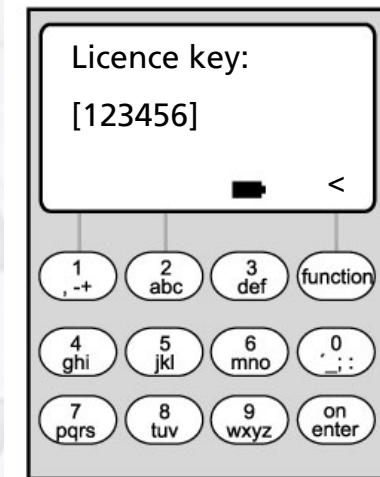 Licence key:
[123456]
<
1 2 3 function
, -+ abc def
4 5 6 0
ghi jkl mno ´_;:
7 8 9 on
pqrs tuv wxyz enter